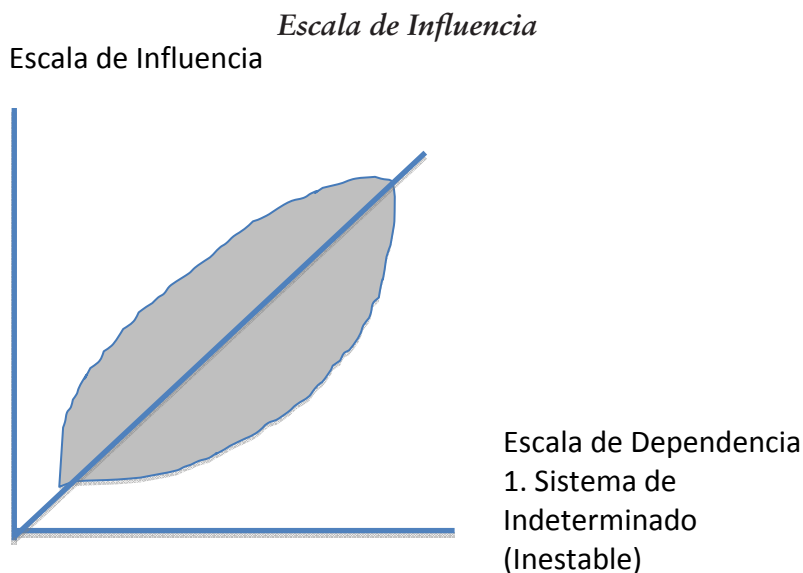 Escala de Influencia
Escala de Influencia
Escala de Dependencia
1. Sistema de
Indeterminado
(Inestable)